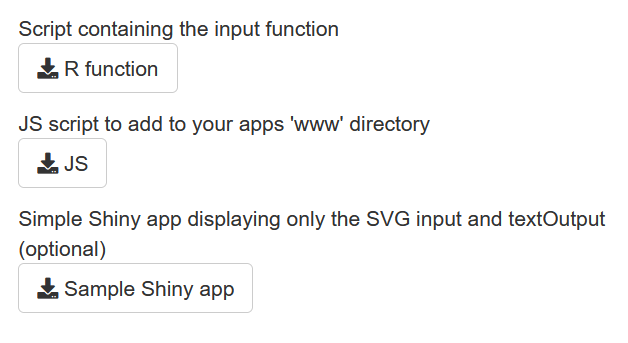 Script containing the input function
R function
JS script to add to your apps 'www' directory
JS
Simple Shiny app displaying only the SVG input and textOutput
(optional)
Sample Shiny app